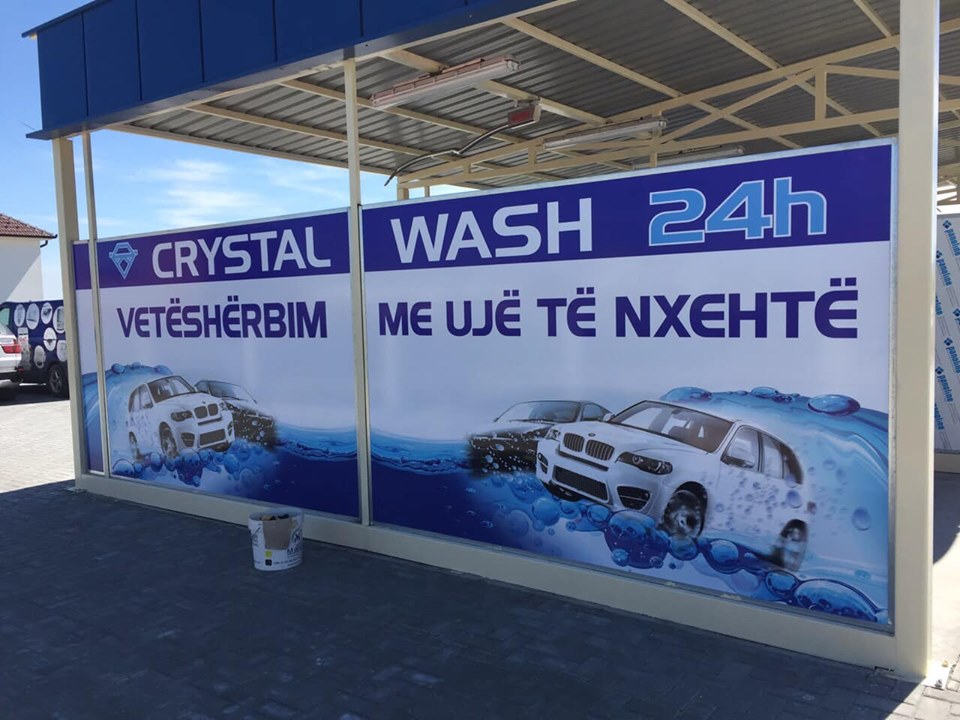 CRYSTAL WASH 24h
VETËSHËRBIM ME UJË TË NXEHTË